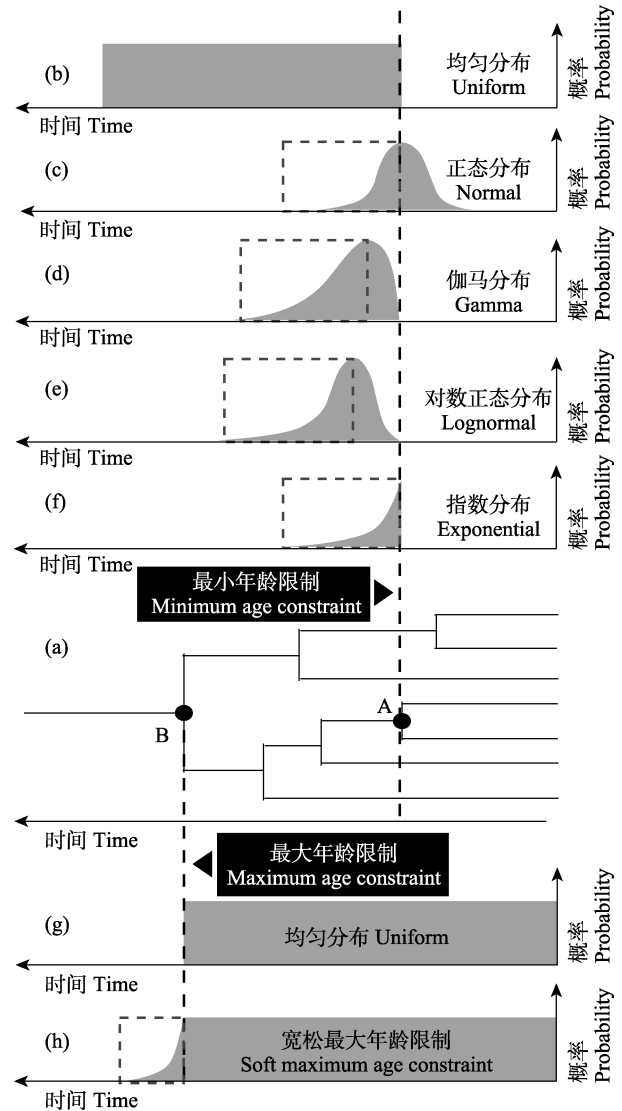 (b)
均匀分布
Uniform
概率
Probability
时间 Time
(c)
正态分布
Normal
概率
Probability
时间 Time
(d)
伽马分布
Gamma
概率
Probability
时间 Time
(e)
对数正态分布
Lognormal
概率
Probability
时间 Time
(f)
指数分布
Exponential
概率
Probability
时间 Time
最小年龄限制
Minimum age constraint
(a)
A
B
时间 Time
最大年龄限制
Maximum age constraint
(g)
均匀分布 Uniform
概率
Probability
时间 Time
(h)
宽松最大年龄限制
Soft maximum age constraint
概率
Probability
时间 Time